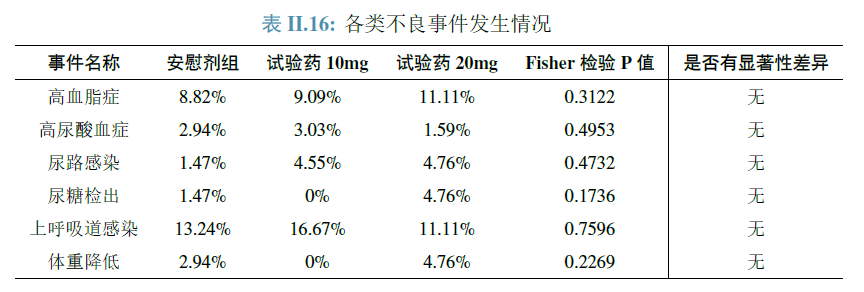 表 II.16: 各类不良事件发生情况
事件名称 安慰剂组 试验药 10mg 试验药 20mg Fisher 检验 P 值 是否有显著性差异
高血脂症 8.82% 9.09% 11.11% 0.3122 无
高尿酸血症 2.94% 3.03% 1.59% 0.4953 无
尿路感染 1.47% 4.55% 4.76% 0.4732 无
尿糖检出 1.47% 0% 4.76% 0.1736 无
上呼吸道感染 13.24% 16.67% 11.11% 0.7596 无
体重降低 2.94% 0% 4.76% 0.2269 无